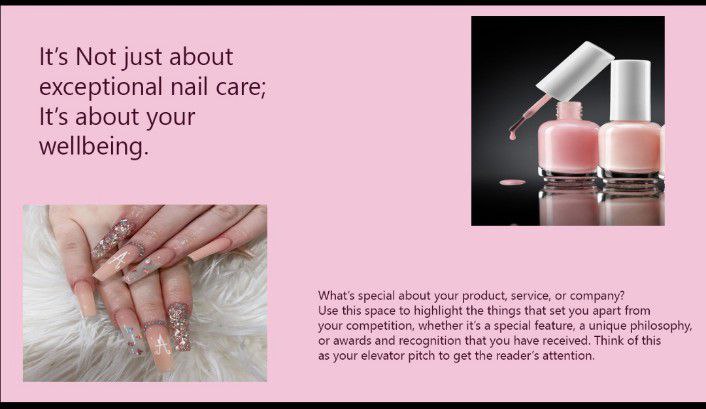 It's Not just about
exceptional nail care;
It's about your
wellbeing.
A
A
What's special about your product, service, or company?
Use this space to highlight the things that set you apart from
your competition, whether it's a special feature, a unique philosophy,
or awards and recognition that you have received. Think of this
as your elevator pitch to get the reader's attention.